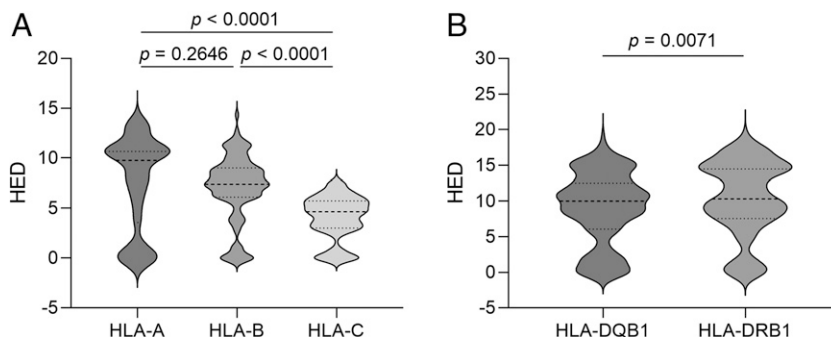 A
p < 0.0001
p = 0.2646 p < 0.0001
HED
20
15
10
5
0
-5
HLA-A HLA-B HLA-C
B
p = 0.0071
HED
30
25
20
15
10
5
0
-5
HLA-DQB1 HLA-DRB1